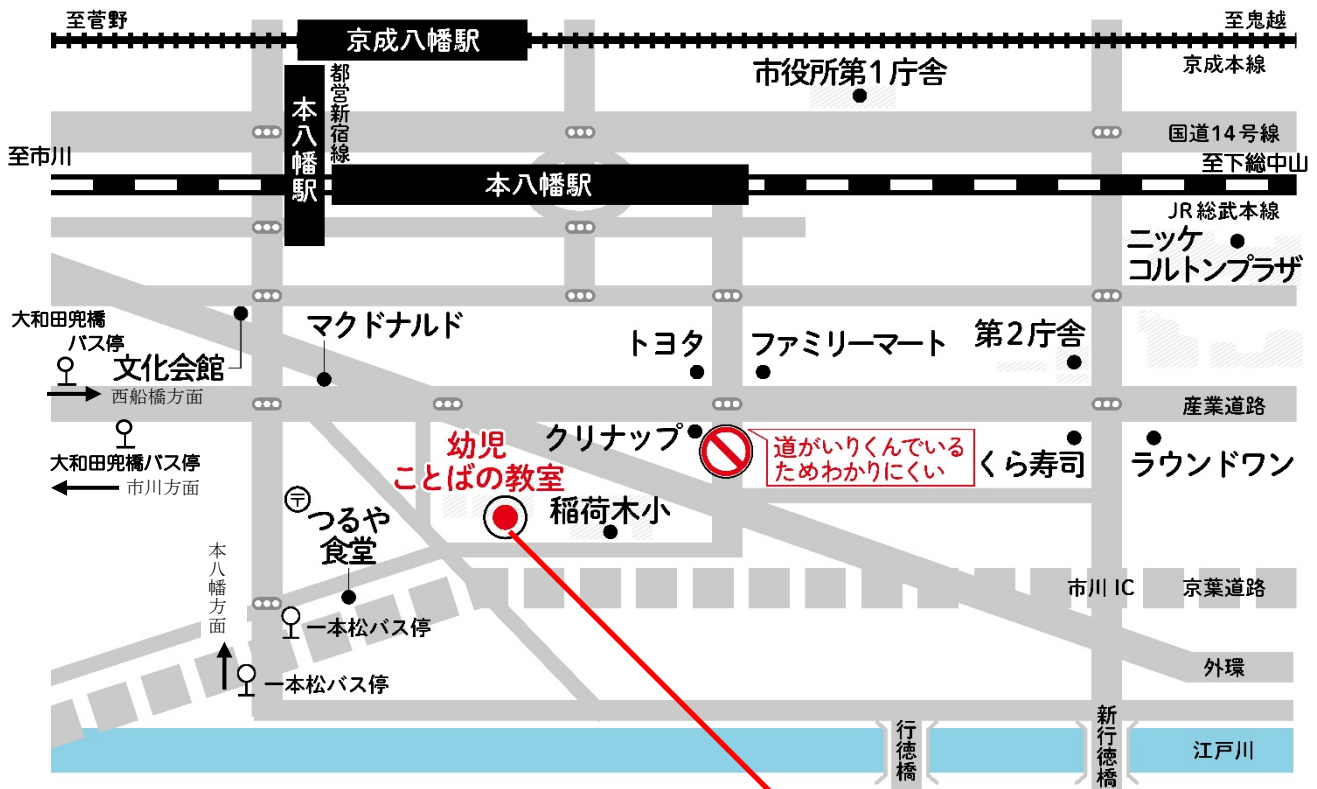 至菅野
京成八幡駅
至鬼越
京成本線
都営新宿線
本八幡駅
市役所第1庁舎
国道14号線
至市川
本八幡駅
至下総中山
JR総武本線
ニッケ
コルトンプラザ
大和田兜橋
バス停
文化会館
マクドナルド
トヨタ
ファミリーマート
第2庁舎
西船橋方面
産業道路
大和田兜橋バス停
市川方面
幼児
ことばの教室
クリナップ
道がいりくんでいる
ためわかりにくい
くら寿司
ラウンドワン
〒
つるや
食堂
稲荷木小
本八幡方面
一本松バス停
一本松バス停
市川 IC
京葉道路
外環
行徳橋
新行徳橋
江戸川